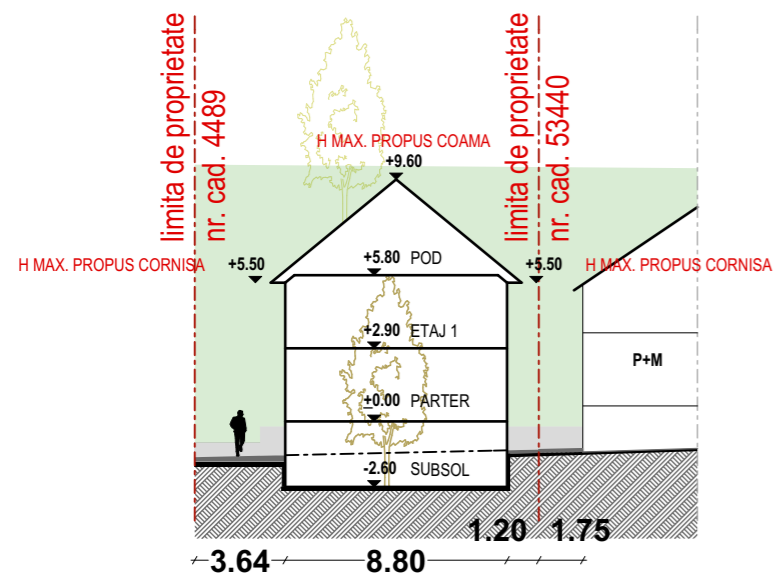 limita de proprietate
nr. cad. 4489
limita de proprietate
nr. cad. 53440
H MAX. PROPUS COAMA
+9.60
H MAX. PROPUS CORNISA
+5.50
+5.80 POD
+5.50
H MAX. PROPUS CORNISA
+2.90 ETAJ 1
P+M
±0.00 PARTER
-2.60 SUBSOL
1.20
1.75
3.64
8.80